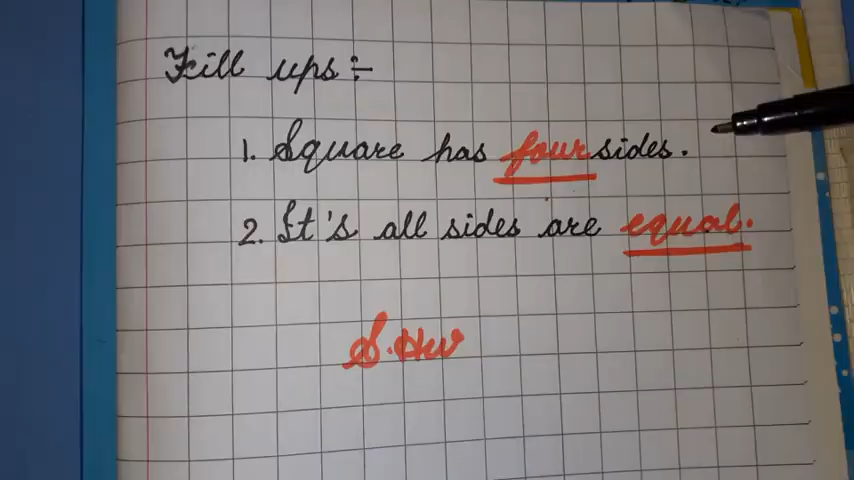 Fill ups :-
1. Square has four sides.
2. It's all sides are equal.
S.Hw